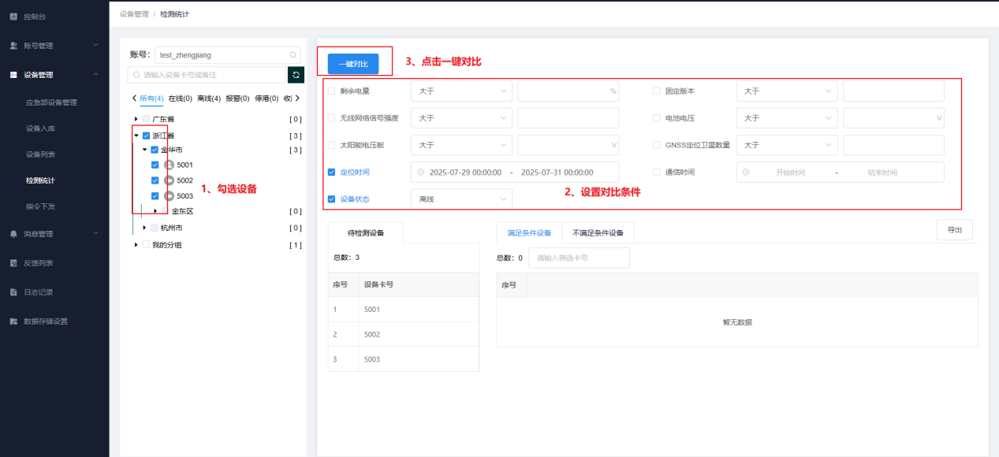 控制台
账号管理
设备管理
应急部设备管理
设备入库
设备列表
检测统计
指令下发
消息管理
反馈列表
日志记录
数据存储设置
设备管理 / 检测统计
账号: test_zhengjiang
请输入设备卡号或备注
所有(4) 在线(0) 离线(4) 报警(0) 停港(0)
广东省 [ 0 ]
浙江省 [ 3 ]
金华市 [ 3 ]
5001
5002
5003
金东区 [ 0 ]
杭州市 [ 0 ]
我的分组 [ 1 ]
1、勾选设备
一键对比
3、点击一键对比
剩余电量 大于 % 固定版本 大于
无线网络信号强度 大于 电池电压 大于 V
太阳能电压板 大于 V GNSS定位卫星数量 大于
定位时间 2025-07-29 00:00:00 - 2025-07-31 00:00:00 通信时间 开始时间 - 结束时间
设备状态 离线
2、设置对比条件
待检测设备
总数: 3
序号 设备卡号
1 5001
2 5002
3 5003
满足条件设备 不满足条件设备 导出
总数: 0 请输入筛选卡号
序号
暂无数据